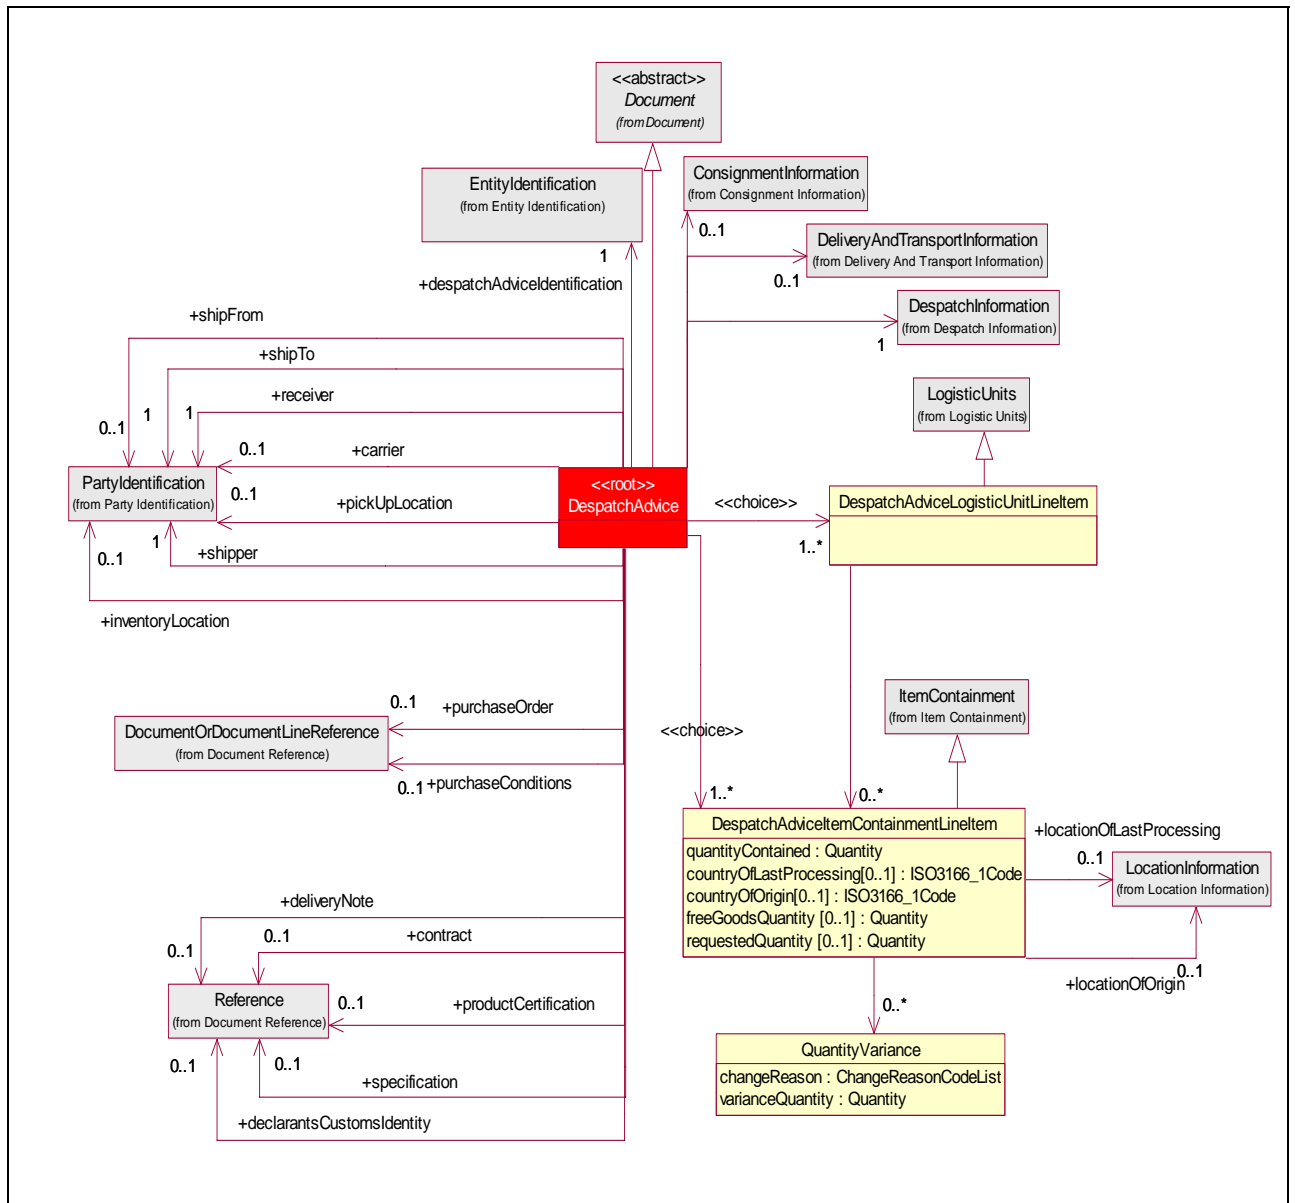 <<abstract>>
Document
(from Document)
EntityIdentification
(from Entity Identification)
1
+despatchAdviceIdentification
ConsignmentInformation
(from Consignment Information)
0..1
DeliveryAndTransportInformation
(from Delivery And Transport Information)
0..1
DespatchInformation
(from Despatch Information)
1
+shipFrom
+shipTo
+receiver
0..1
1
1
0..1
+carrier
PartyIdentification
(from Party Identification)
0..1
+pickUpLocation
0..1
1
+shipper
+inventoryLocation
<<root>>
DespatchAdvice
LogisticUnits
(from Logistic Units)
<<choice>>
1..*
DespatchAdviceLogisticUnitLineItem
0..1
+purchaseOrder
DocumentOrDocumentLineReference
(from Document Reference)
0..1
+purchaseConditions
<<choice>>
1..*
0..*
ItemContainment
(from Item Containment)
DespatchAdviceItemContainmentLineItem
quantityContained : Quantity
countryOfLastProcessing[0..1] : ISO3166_1Code
countryOfOrigin[0..1] : ISO3166_1Code
freeGoodsQuantity [0..1] : Quantity
requestedQuantity [0..1] : Quantity
+locationOfLastProcessing
0..1
LocationInformation
(from Location Information)
0..1
+locationOfOrigin
+deliveryNote
0..1
+contract
0..1
Reference
(from Document Reference)
0..1
+productCertification
0..1
0..1
+specification
+declarantsCustomsIdentity
0..*
QuantityVariance
changeReason : ChangeReasonCodeList
varianceQuantity : Quantity